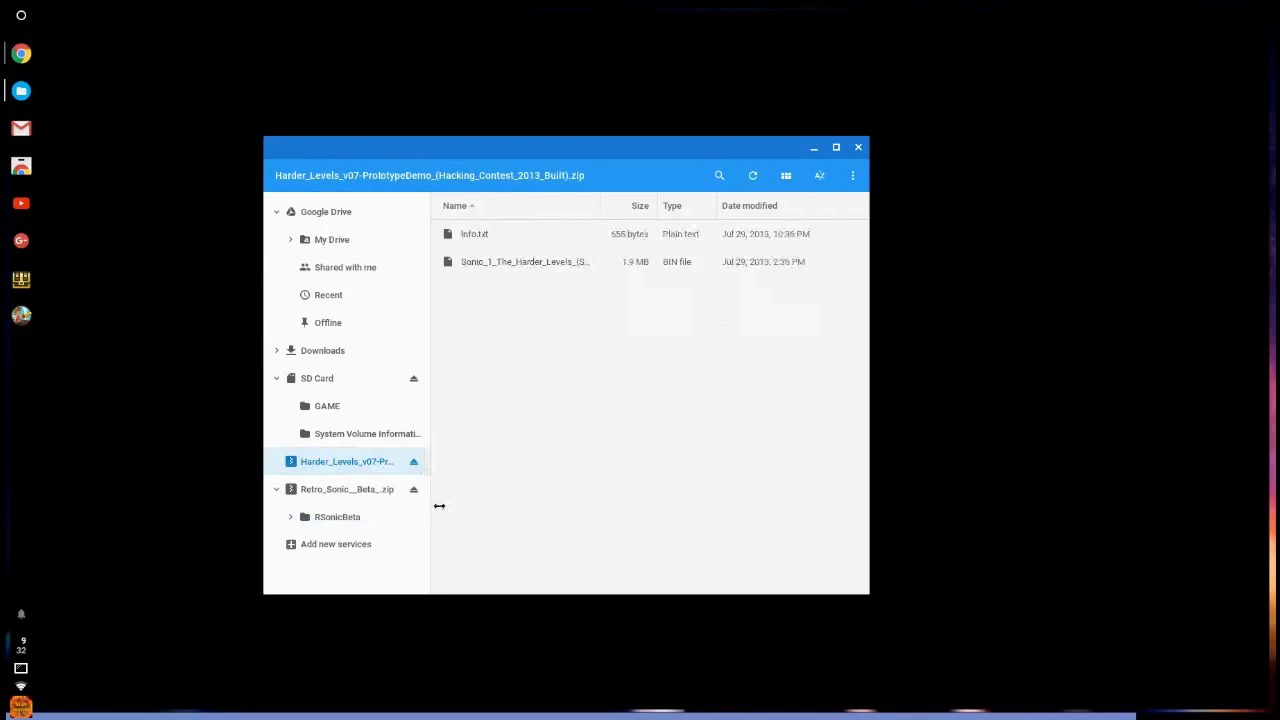 Harder_Levels_v07-PrototypeDemo_(Hacking_Contest_2013_Built).zip
Google Drive
My Drive
Shared with me
Recent
Offline
Downloads
SD Card
GAME
System Volume Informati...
Harder_Levels_v07-Pr...
Retro_Sonic__Beta_.zip
RSonicBeta
Add new services
Name Size Type Date modified
Info.txt 655 bytes Plain text Jul 29, 2013, 10:36 PM
Sonic_1_The_Harder_Levels_(S... 1.9 MB BIN file Jul 29, 2013, 2:35 PM
9
32